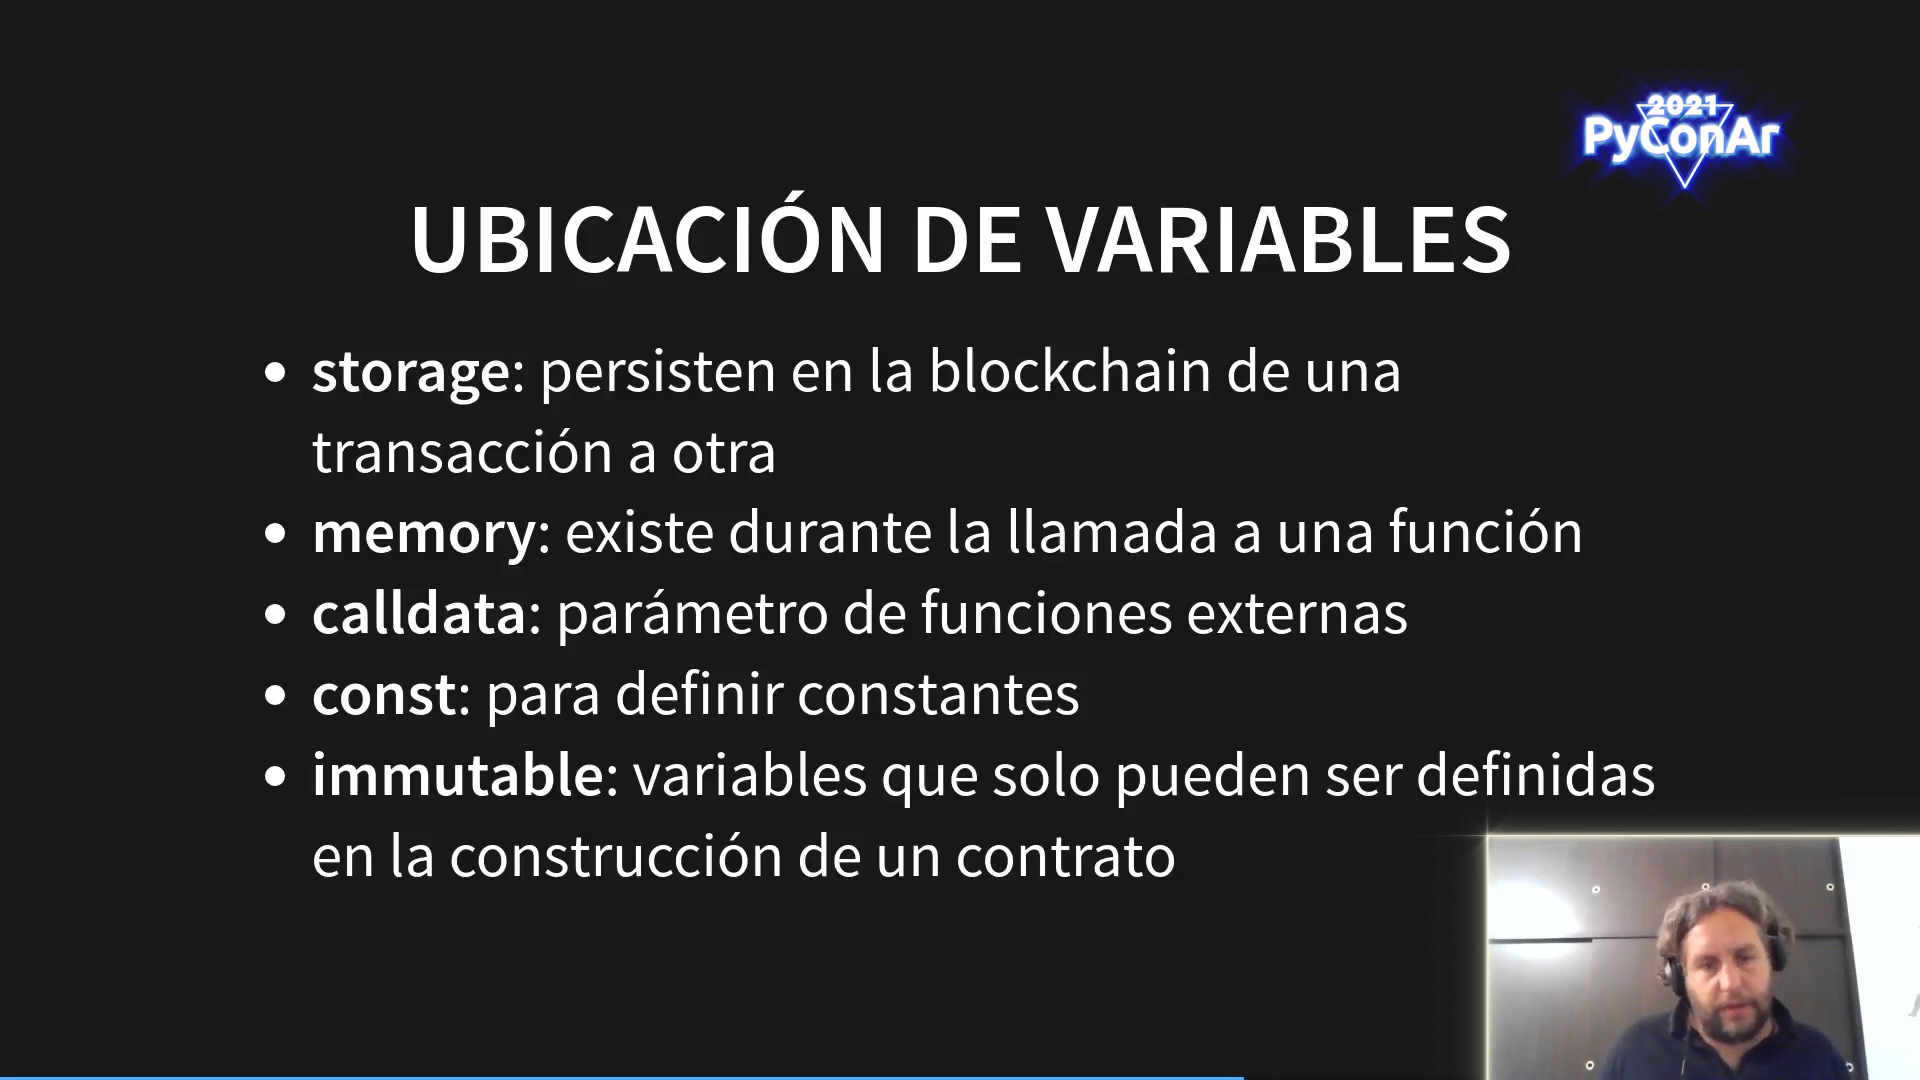 2021
PyConAr
UBICACIÓN DE VARIABLES
• storage: persisten en la blockchain de una
transacción a otra
• memory: existe durante la llamada a una función
• calldata: parámetro de funciones externas
• const: para definir constantes
• immutable: variables que solo pueden ser definidas
en la construcción de un contrato